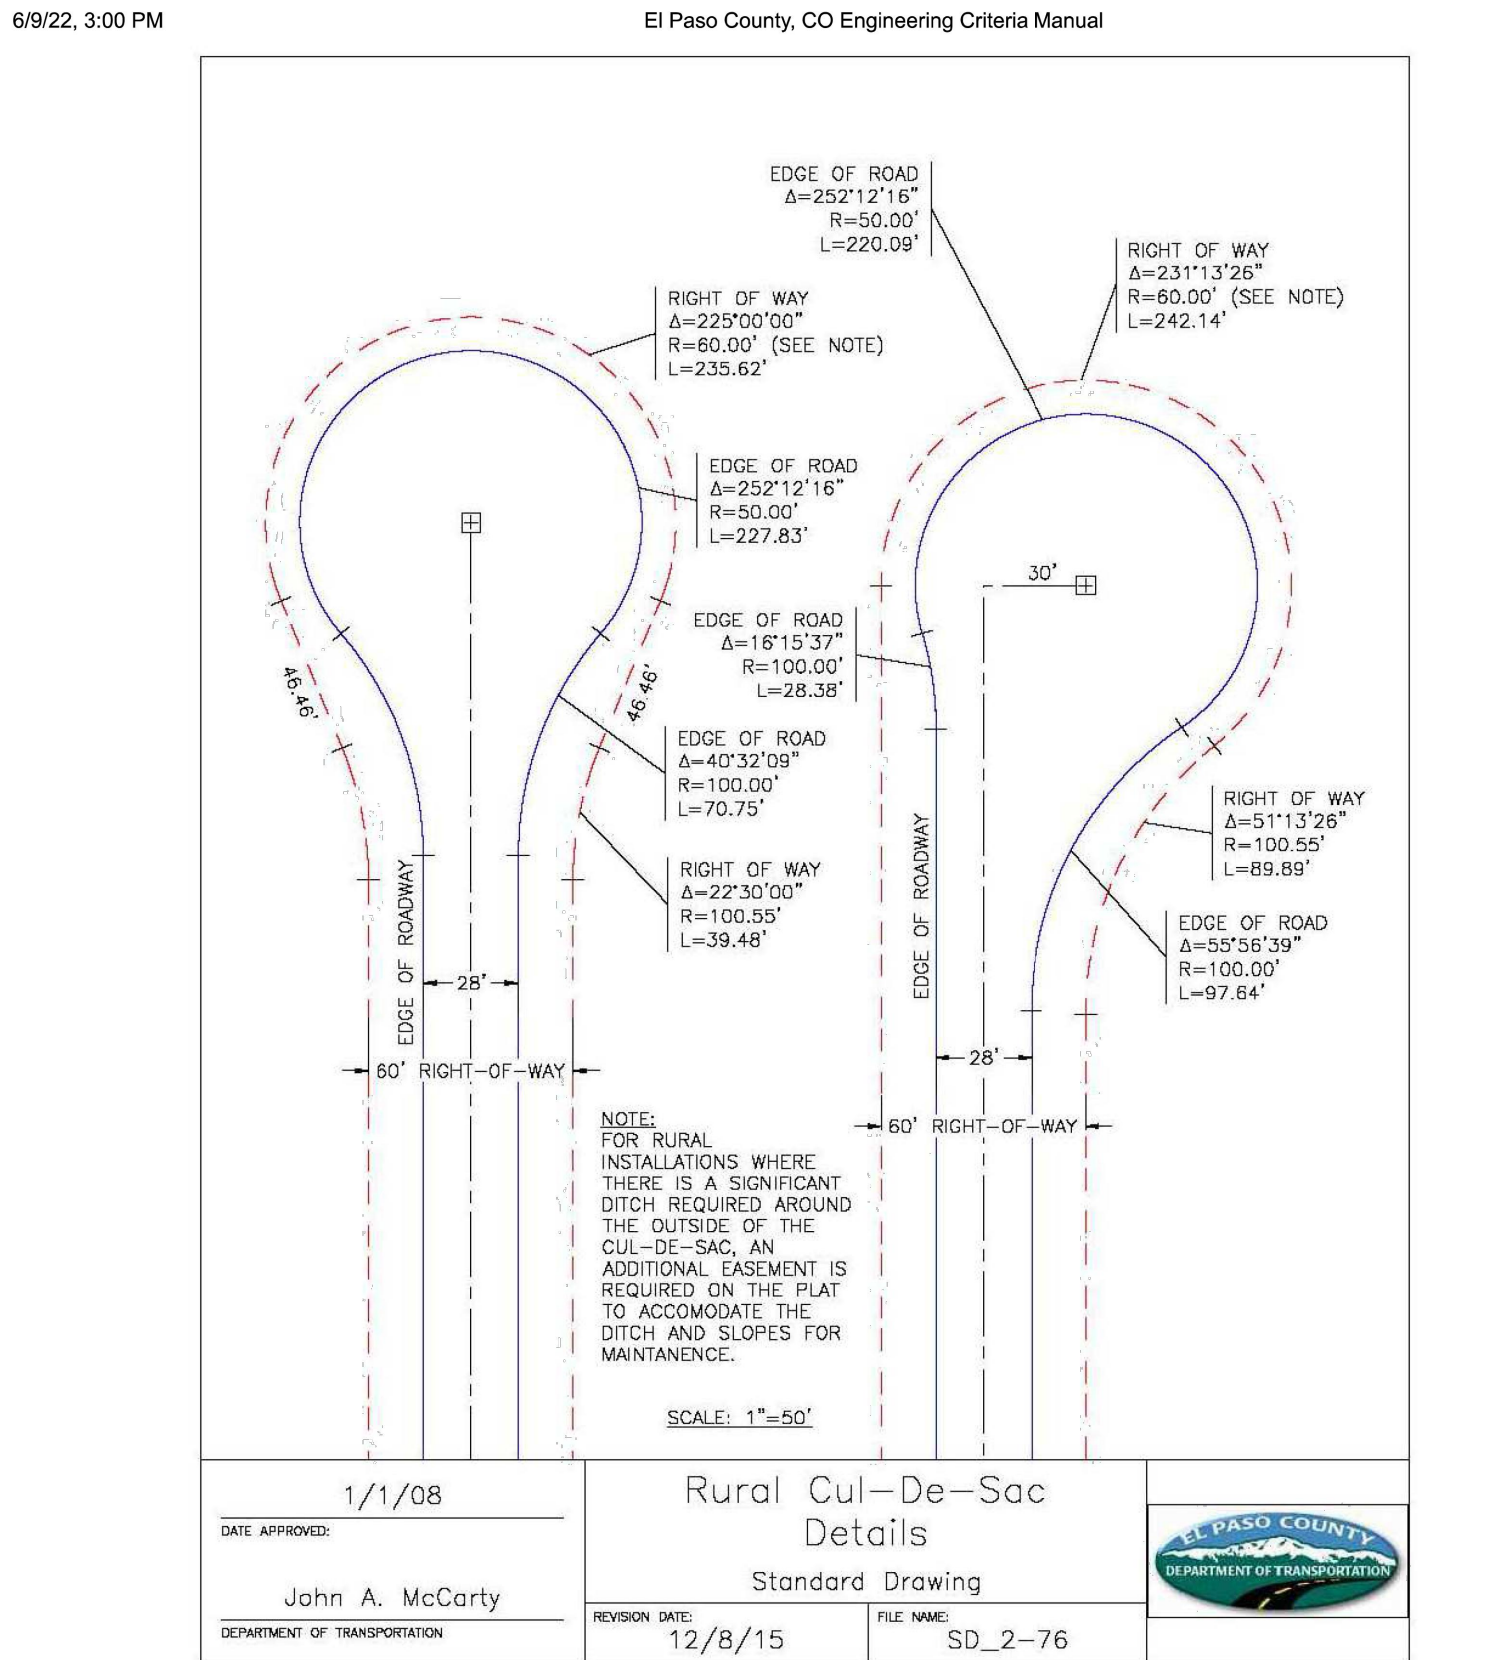 6/9/22, 3:00 PM
El Paso County, CO Engineering Criteria Manual
EDGE OF ROAD
Δ=252°12'16"
R=50.00'
L=220.09'
RIGHT OF WAY
Δ=231°13'26"
R=60.00' (SEE NOTE)
L=242.14'
RIGHT OF WAY
Δ=225°00'00"
R=60.00' (SEE NOTE)
L=235.62'
EDGE OF ROAD
Δ=252°12'16"
R=50.00'
L=227.83'
30'
EDGE OF ROAD
Δ=16°15'37"
R=100.00'
L=28.38'
46.46'
46.46'
EDGE OF ROAD
Δ=40°32'09"
R=100.00'
L=70.75'
RIGHT OF WAY
Δ=51°13'26"
R=100.55'
L=89.89'
RIGHT OF WAY
Δ=22°30'00"
R=100.55'
L=39.48'
EDGE OF ROADWAY
EDGE OF ROADWAY
EDGE OF ROAD
Δ=55°56'39"
R=100.00'
L=97.64'
28'
28'
60' RIGHT-OF-WAY
60' RIGHT-OF-WAY
NOTE:
FOR RURAL
INSTALLATIONS WHERE
THERE IS A SIGNIFICANT
DITCH REQUIRED AROUND
THE OUTSIDE OF THE
CUL-DE-SAC, AN
ADDITIONAL EASEMENT IS
REQUIRED ON THE PLAT
TO ACCOMODATE THE
DITCH AND SLOPES FOR
MAINTANENCE.
SCALE: 1"=50'
1/1/08
DATE APPROVED:
John A. McCarty
DEPARTMENT OF TRANSPORTATION
Rural Cul-De-Sac
Details
Standard Drawing
REVISION DATE:
12/8/15
FILE NAME:
SD_2-76
EL PASO COUNTY
DEPARTMENT OF TRANSPORTATION